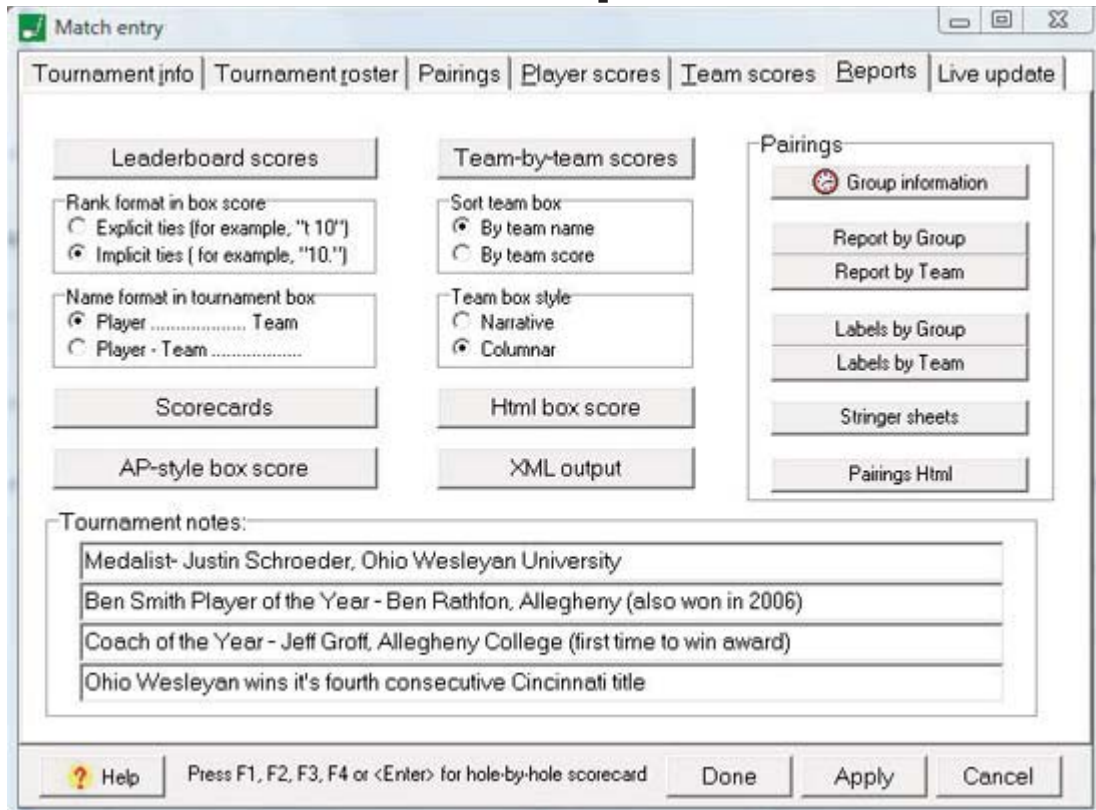 Match entry
Tournament info Tournament roster Pairings Player scores Team scores Reports Live update
Leaderboard scores
Rank format in box score
Explicit ties (for example, "t 10")
Implicit ties ( for example, "10.")
Name format in tournament box
Player ..................... Team
Player - Team ..................
Scorecards
AP-style box score
Team-by-team scores
Sort team box
By team name
By team score
Team box style
Narrative
Columnar
Html box score
XML output
Pairings
Group information
Report by Group
Report by Team
Labels by Group
Labels by Team
Stringer sheets
Pairings Html
Tournament notes:
Medalist- Justin Schroeder, Ohio Wesleyan University
Ben Smith Player of the Year - Ben Rathfon, Allegheny (also won in 2006)
Coach of the Year - Jeff Groff, Allegheny College (first time to win award)
Ohio Wesleyan wins it's fourth consecutive Cincinnati title
Help Press F1, F2, F3, F4 or <Enter> for hole-by-hole scorecard Done Apply Cancel